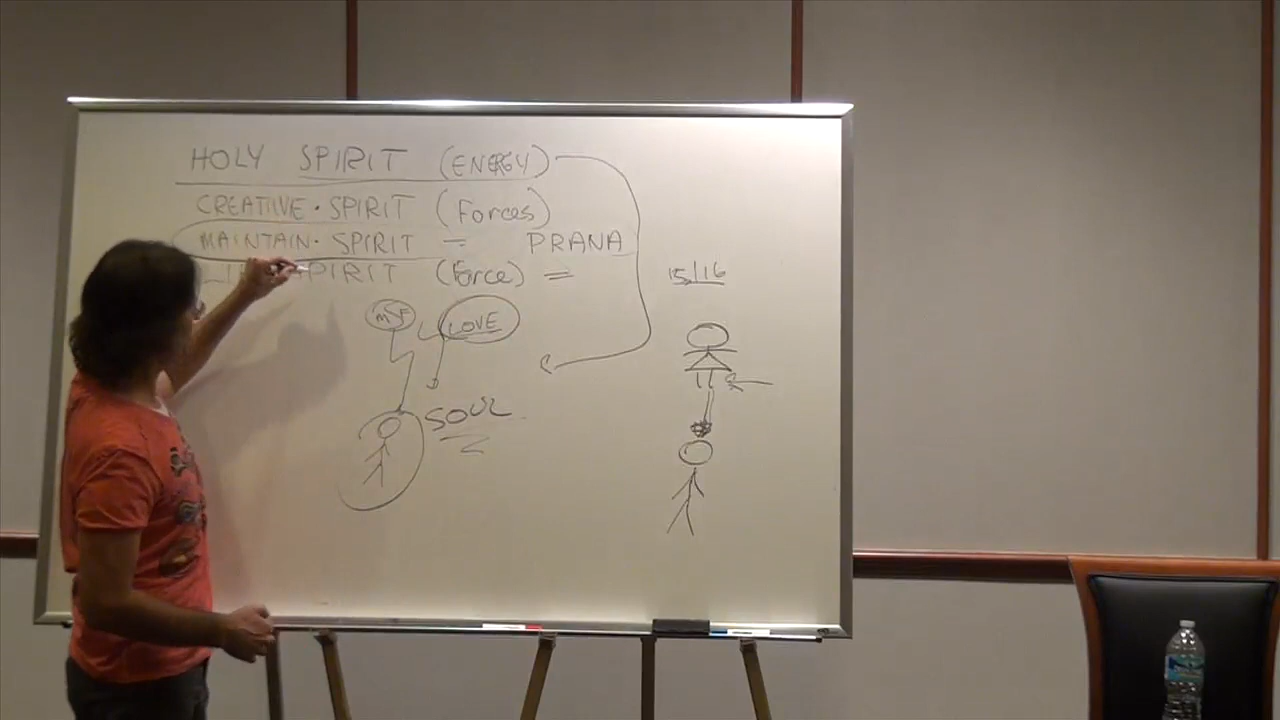 HOLY SPIRIT (ENERGY)
CREATIVE · SPIRIT (Forces)
MAINTAIN · SPIRIT = PRANA
SPIRIT (Force) =
15/16
LOVE
SOUL